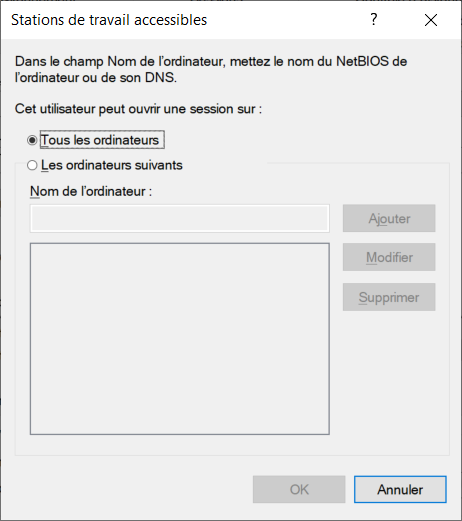 Stations de travail accessibles
?
Dans le champ Nom de l'ordinateur, mettez le nom du NetBIOS de
l'ordinateur ou de son DNS.
Cet utilisateur peut ouvrir une session sur :
Tous les ordinateurs
Les ordinateurs suivants
Nom de l'ordinateur :
Ajouter
Modifier
Supprimer
OK
Annuler